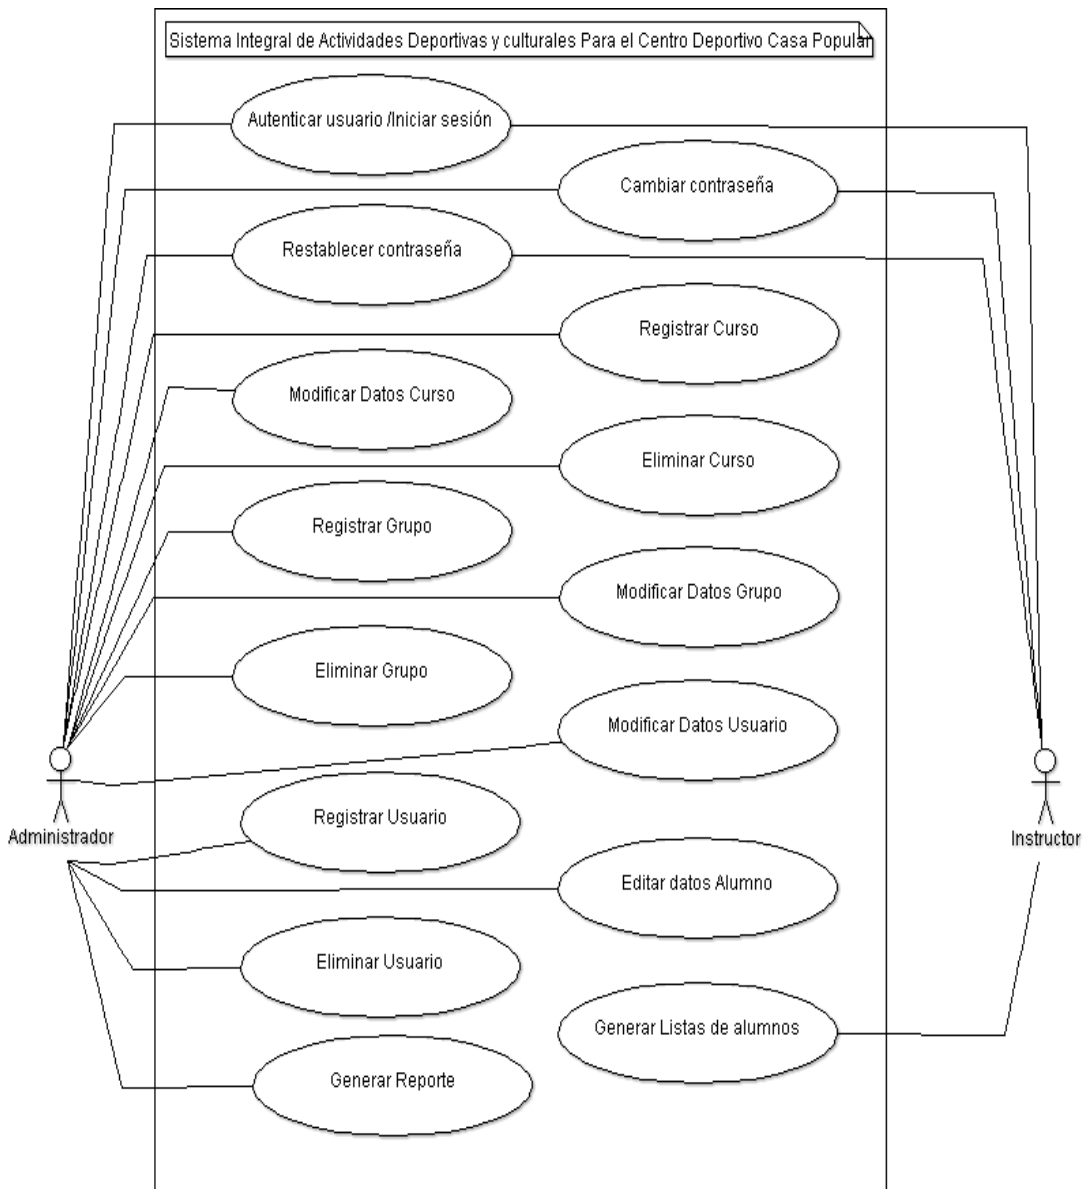 Sistema Integral de Actividades Deportivas y culturales Para el Centro Deportivo Casa Popular
Autenticar usuario /Iniciar sesión
Cambiar contraseña
Restablecer contraseña
Registrar Curso
Modificar Datos Curso
Eliminar Curso
Registrar Grupo
Modificar Datos Grupo
Eliminar Grupo
Modificar Datos Usuario
Registrar Usuario
Administrador
Instructor
Editar datos Alumno
Eliminar Usuario
Generar Listas de alumnos
Generar Reporte